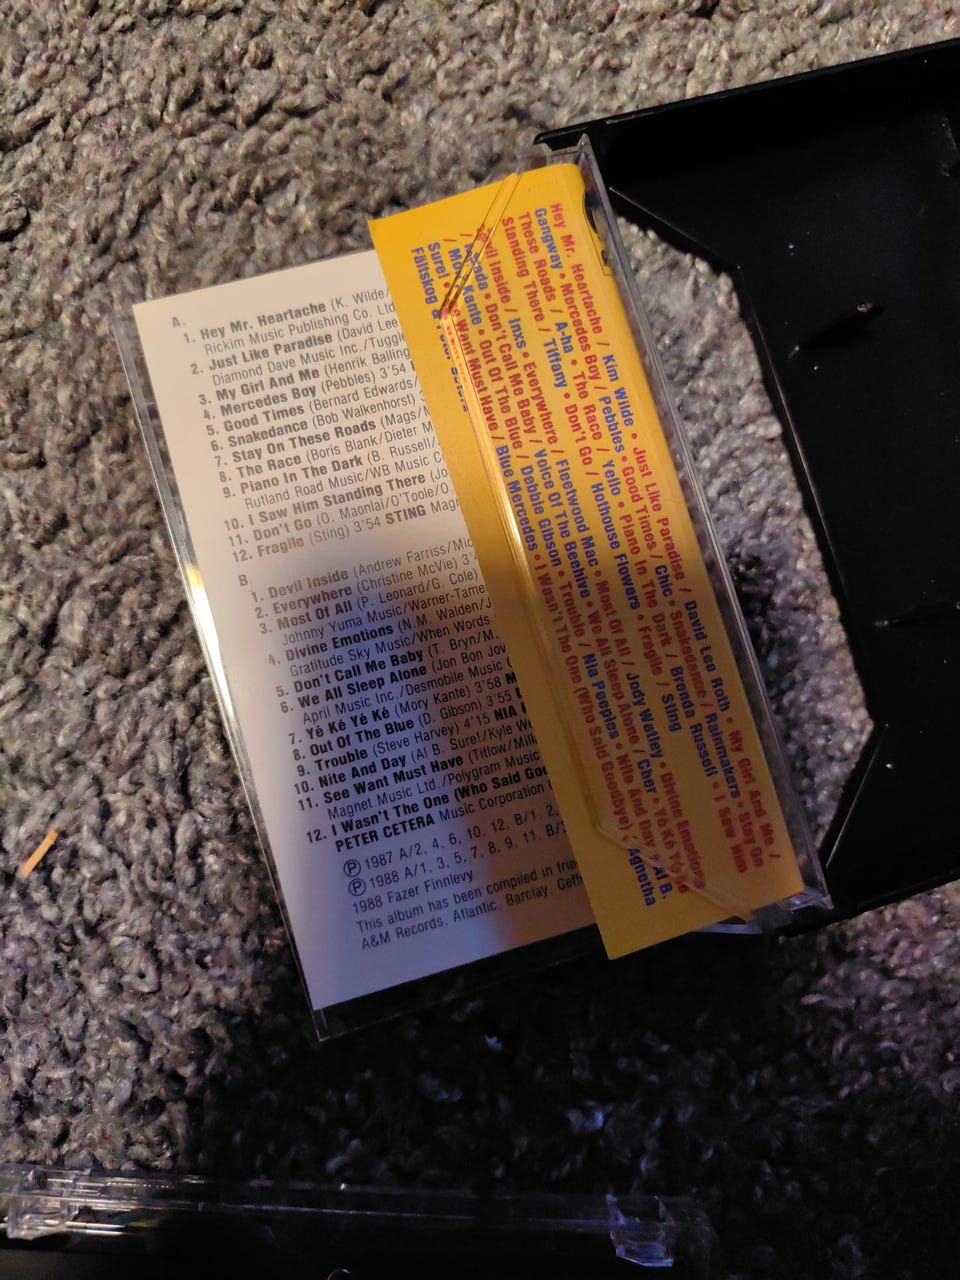 A.
1. Hey Mr. Heartache (K. Wilde/
Rickim Music Publishing Co. Ltd
2. Just Like Paradise (David Lee
Diamond Dave Music Inc./Tuggle
3. My Girl And Me (Henrik Balling
4. Mercedes Boy (Pebbles) 3'54
5. Good Times (Bernard Edwards/
6. Snakedance (Bob Walkenhorst)
7. Stay On These Roads (Mags/
8. The Race (Boris Blank/Dieter M
9. Piano In The Dark (B. Russell/
Rutland Road Music/WB Music C
10. I Saw Him Standing There (Jo
11. Don't Go (O. Maonlai/O'Toole/O.
12. Fragile (Sting) 3'54 STING Magn
B.
1. Devil Inside (Andrew Farriss/Mic
2. Everywhere (Christine McVie) 3'
3. Most Of All (P. Leonard/G. Cole)
Johnny Yuma Music/Warner-Tame
4. Divine Emotions (N.M. Walden/J
Gratitude Sky Music/When Words
5. Don't Call Me Baby (T. Bryn/M.
6. We All Sleep Alone (Jon Bon Jov
April Music Inc./Desmobile Music
7. Yé Ké Yé Ké (Mory Kante) 3'58 M
8. Out Of The Blue (D. Gibson) 3'55
9. Trouble (Steve Harvey) 4'15 NIA
10. Nite And Day (Al B. Sure!/Kyle We
11. See Want Must Have (Titlow/Mille
Magnet Music Ltd./Polygram Music
12. I Wasn't The One (Who Said Goo
PETER CETERA Music Corporation
Ⓟ 1987 A/2, 4, 6, 10, 12, B/1, 2,
Ⓟ 1988 A/1, 3, 5, 7, 8, 9, 11, B/3
1988 Fazer Finnlevy
This album has been compiled in frie
A&M Records, Atlantic, Barclay, Geff
Hey Mr. Heartache / Kim Wilde • Just Like Paradise / David Lee Roth • My Girl And Me /
Gangway • Mercedes Boy / Pebbles • Good Times / Chic • Snakedance / Rainmakers • Stay On
These Roads / A-ha • The Race / Yello • Piano In The Dark / Brenda Russell • I Saw Him
Standing There / Tiffany • Don't Go / Hothouse Flowers • Fragile / Sting
Devil Inside / Inxs • Everywhere / Fleetwood Mac • Most Of All / Jody Watley • Divine Emotions
/ Narada • Don't Call Me Baby / Voice Of The Beehive • We All Sleep Alone / Cher • Yé Ké Yé Ké
/ Mory Kante • Out Of The Blue / Debbie Gibson • Trouble / Nia Peeples • Nite And Day / Al B.
Sure! • Want Must Have / Blue Mercedes • I Wasn't The One (Who Said Goodbye) / Agnetha
Fältskog &